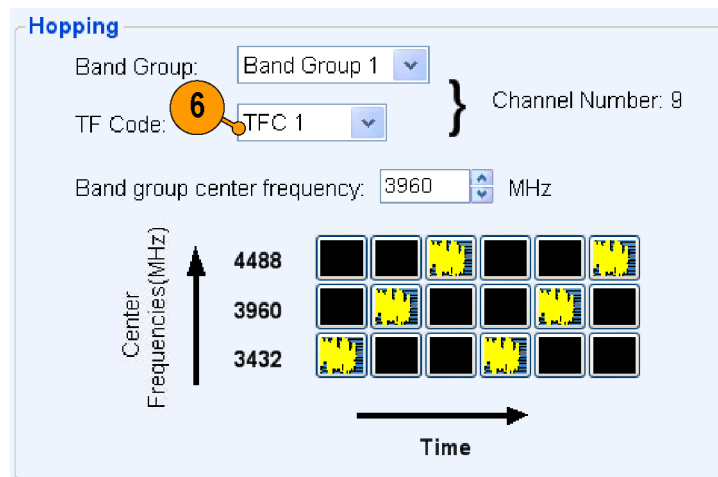 Hopping
Band Group: Band Group 1
Channel Number: 9
TF Code: 6 TFC 1
Band group center frequency: 3960 MHz
Center
Frequencies(MHz)
4488
3960
3432
Time